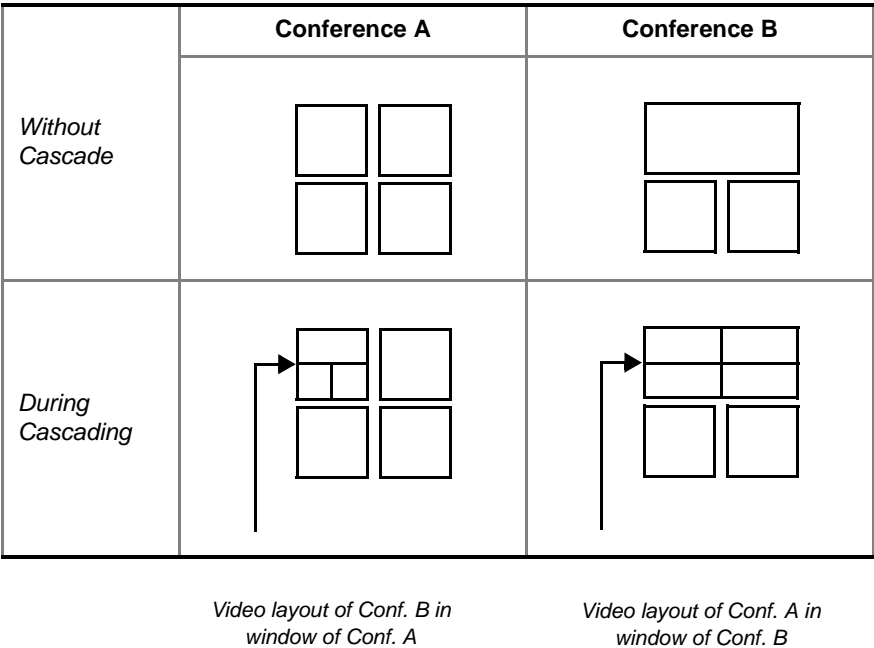 Conference A
Conference B
Without
Cascade
During
Cascading
Video layout of Conf. B in
window of Conf. A
Video layout of Conf. A in
window of Conf. B